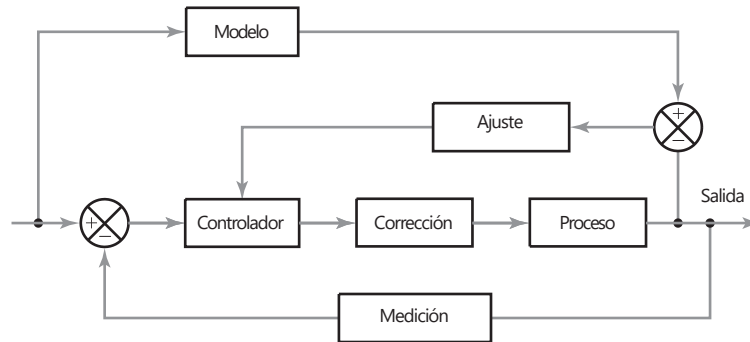 Modelo
+
−
Ajuste
Salida
+
−
Controlador
Corrección
Proceso
Medición